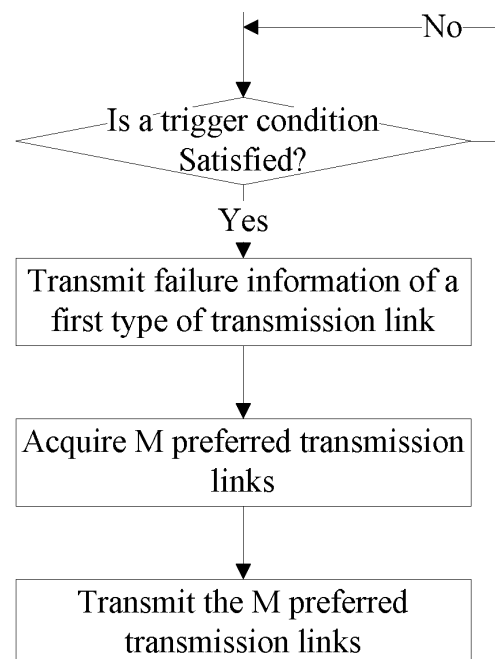 No
Is a trigger condition
Satisfied?
Yes
Transmit failure information of a
first type of transmission link
Acquire M preferred transmission
links
Transmit the M preferred
transmission links